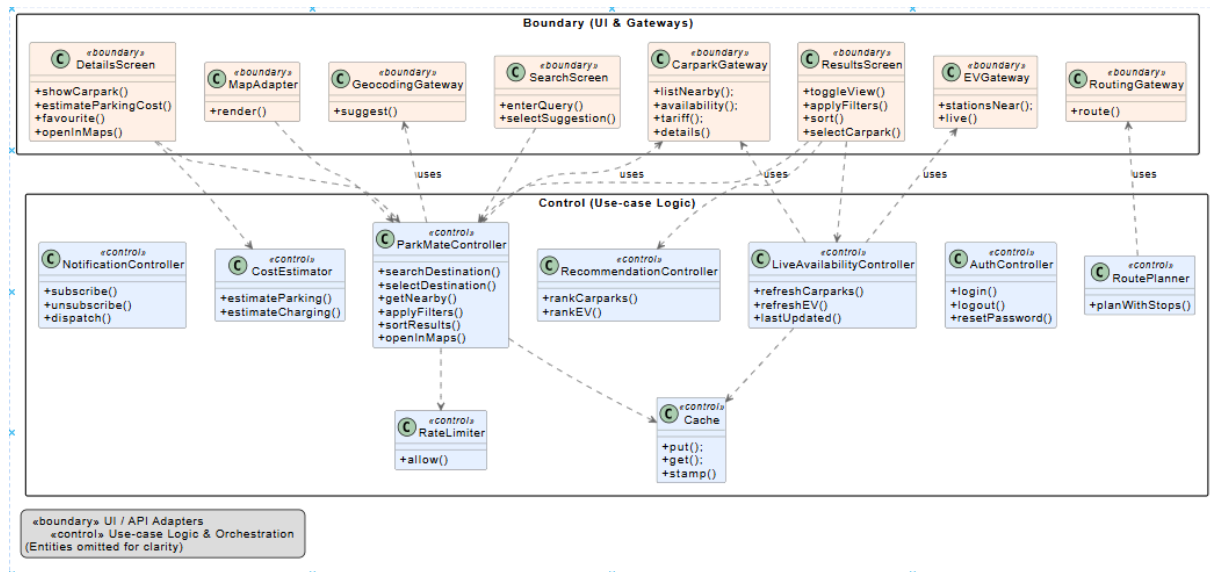 Boundary (UI & Gateways)
C
«boundary»
DetailsScreen
+showCarpark()
+estimateParkingCost()
+favourite()
+openInMaps()
C
«boundary»
MapAdapter
+render()
C
«boundary»
GeocodingGateway
+suggest()
C
«boundary»
SearchScreen
+enterQuery()
+selectSuggestion()
C
«boundary»
CarparkGateway
+listNearby();
+availability();
+tariff();
+details()
C
«boundary»
ResultsScreen
+toggleView()
+applyFilters()
+sort()
+selectCarpark()
C
«boundary»
EVGateway
+stationsNear();
+live()
C
«boundary»
RoutingGateway
+route()
uses
uses
uses
uses
uses
Control (Use-case Logic)
C
«control»
NotificationController
+subscribe()
+unsubscribe()
+dispatch()
C
«control»
CostEstimator
+estimateParking()
+estimateCharging()
C
«control»
ParkMateController
+searchDestination()
+selectDestination()
+getNearby()
+applyFilters()
+sortResults()
+openInMaps()
C
«control»
RecommendationController
+rankCarparks()
+rankEV()
C
«control»
LiveAvailabilityController
+refreshCarparks()
+refreshEV()
+lastUpdated()
C
«control»
AuthController
+login()
+logout()
+resetPassword()
C
«control»
RoutePlanner
+planWithStops()
C
«control»
RateLimiter
+allow()
C
«control»
Cache
+put();
+get();
+stamp()
«boundary» UI / API Adapters
«control» Use-case Logic & Orchestration
(Entities omitted for clarity)